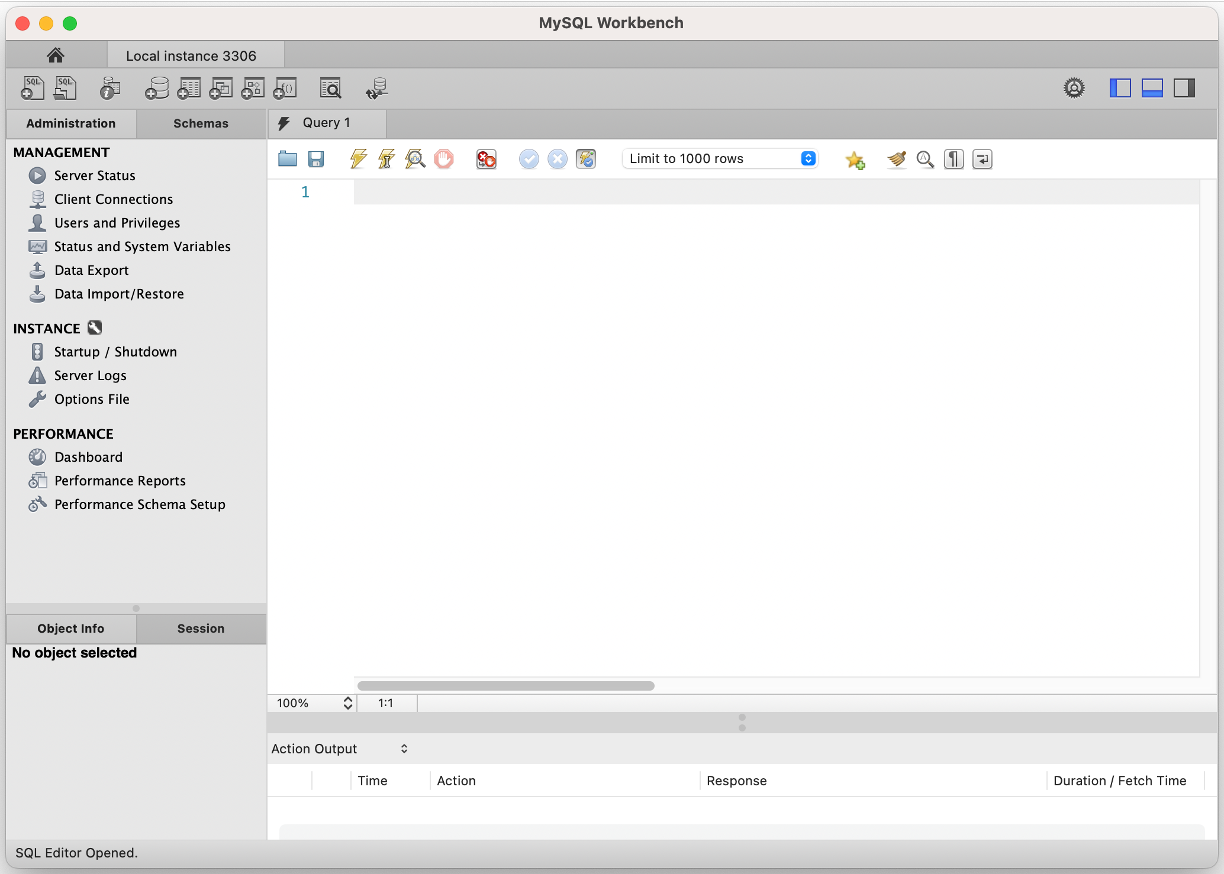 MySQL Workbench
Local instance 3306
SQL SQL
Administration Schemas Query 1
MANAGEMENT
Server Status
Client Connections
Users and Privileges
Status and System Variables
Data Export
Data Import/Restore
INSTANCE
Startup / Shutdown
Server Logs
Options File
PERFORMANCE
Dashboard
Performance Reports
Performance Schema Setup
Object Info Session
No object selected
Limit to 1000 rows
1
100% 1:1
Action Output
Time Action Response Duration / Fetch Time
SQL Editor Opened.